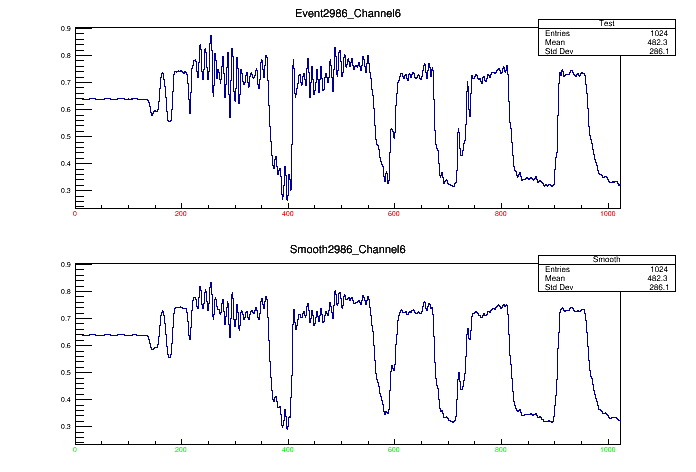 Event2986_Channel6
Test
Entries 1024
Mean 482.3
Std Dev 286.1
0.9
0.8
0.7
0.6
0.5
0.4
0.3
0 200 400 600 800 1000
Smooth2986_Channel6
Smooth
Entries 1024
Mean 482.3
Std Dev 286.1
0.9
0.8
0.7
0.6
0.5
0.4
0.3
0 200 400 600 800 1000